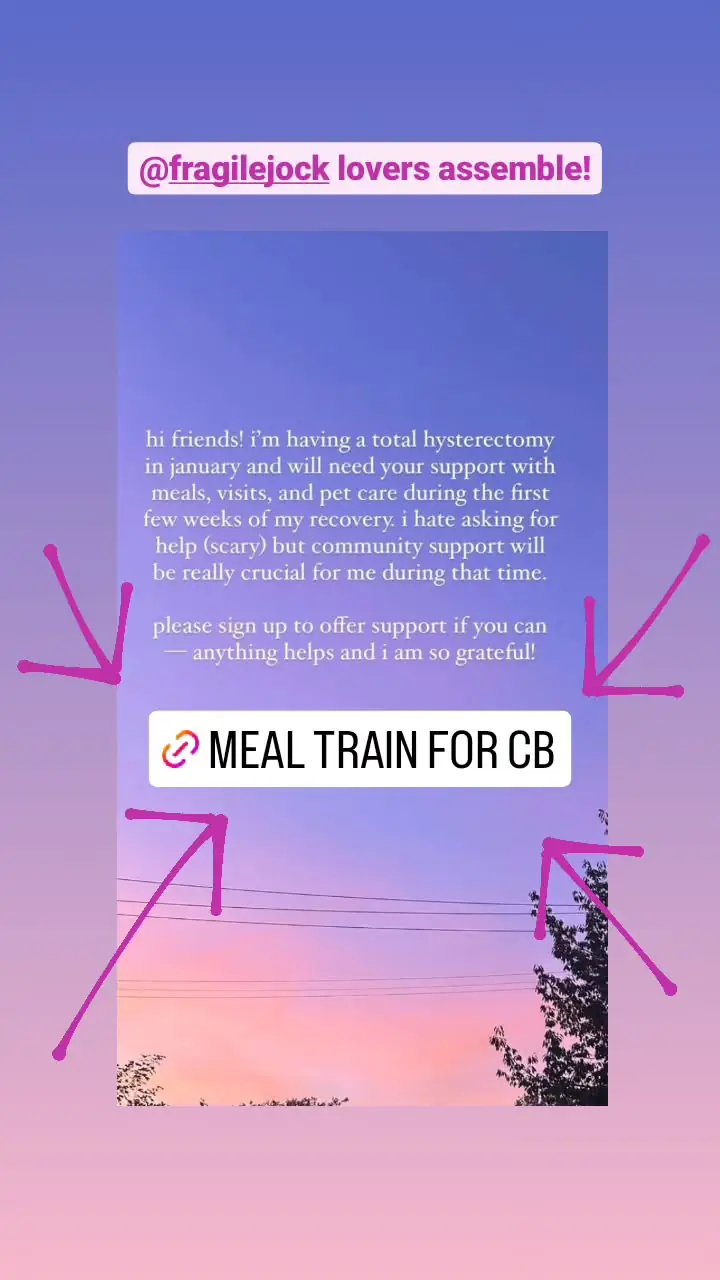 @fragilejock lovers assemble!
hi friends! i'm having a total hysterectomy
in january and will need your support with
meals, visits, and pet care during the first
few weeks of my recovery. i hate asking for
help (scary) but community support will
be really crucial for me during that time.
please sign up to offer support if you can
— anything helps and i am so grateful!
MEAL TRAIN FOR CB